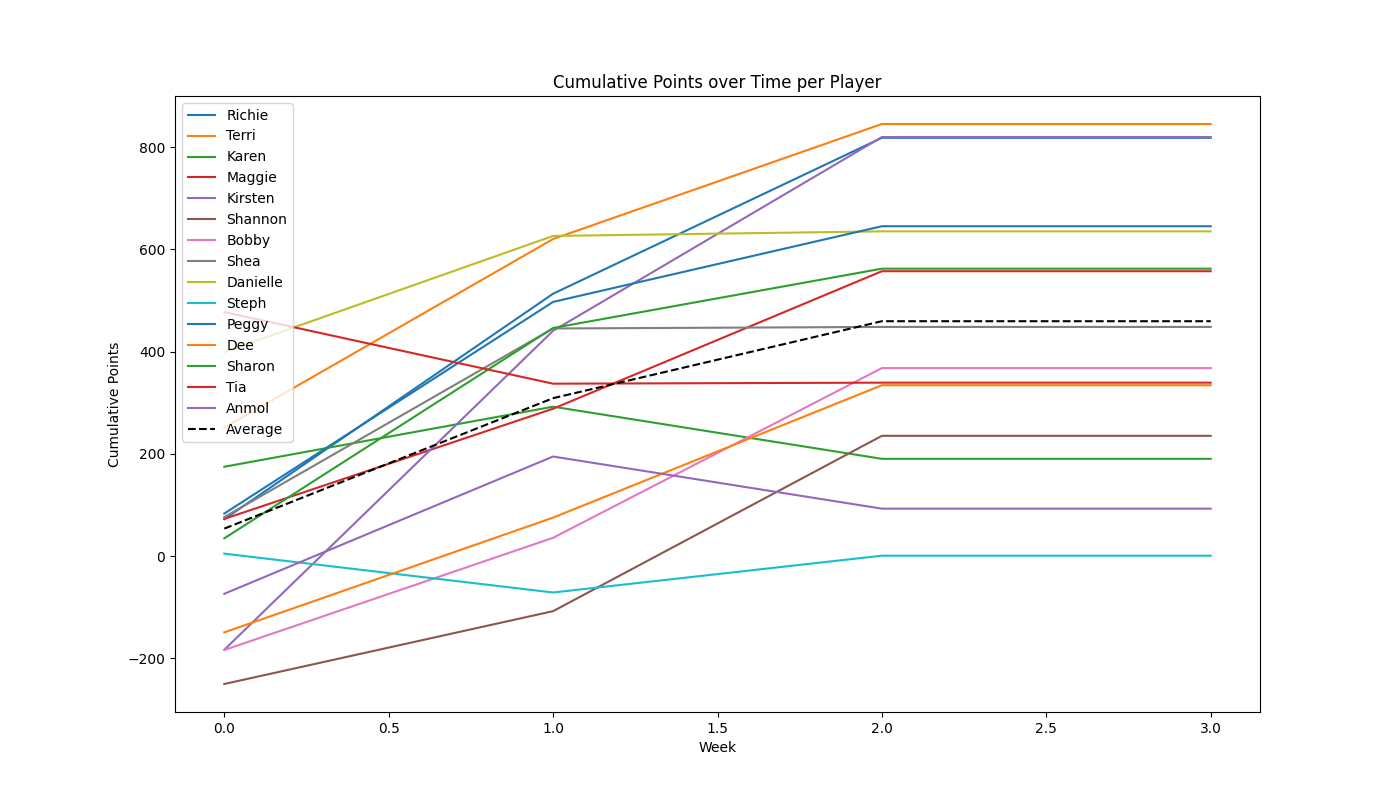 Cumulative Points over Time per Player
Richie
Terri
Karen
Maggie
Kirsten
Shannon
Bobby
Shea
Danielle
Steph
Peggy
Dee
Sharon
Tia
Anmol
Average
Cumulative Points
800
600
400
200
0
−200
0.0 0.5 1.0 1.5 2.0 2.5 3.0
Week